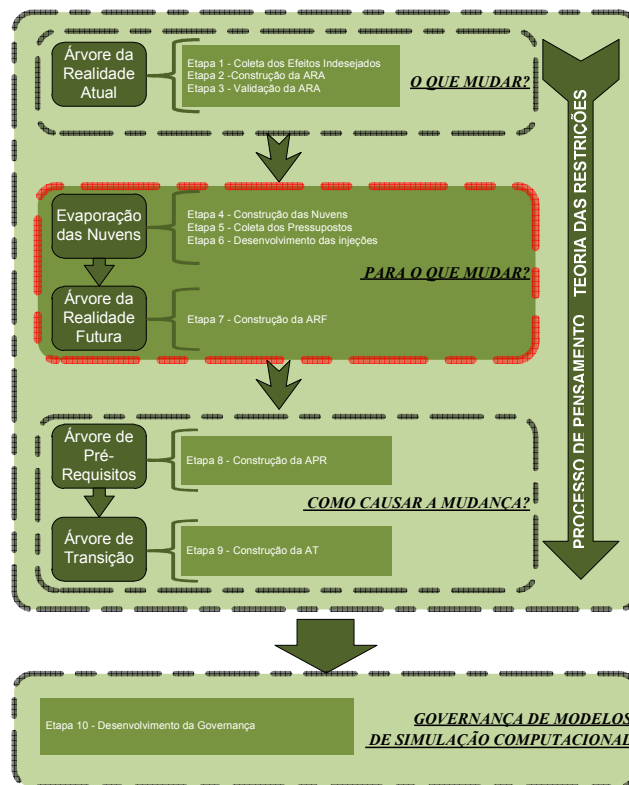 Árvore da
Realidade
Atual
Etapa 1 - Coleta dos Efeitos Indesejados
Etapa 2 -Construção da ARA
Etapa 3 - Validação da ARA
O QUE MUDAR?
Evaporação
das Nuvens
Etapa 4 - Construção das Nuvens
Etapa 5 - Coleta dos Pressupostos
Etapa 6 - Desenvolvimento das injeções
PARA O QUE MUDAR?
Árvore da
Realidade
Futura
Etapa 7 - Construção da ARF
Árvore de
Pré-
Requisitos
Etapa 8 - Construção da APR
COMO CAUSAR A MUDANÇA?
Árvore de
Transição
Etapa 9 - Construção da AT
PROCESSO DE PENSAMENTO TEORIA DAS RESTRIÇÕES
Etapa 10 - Desenvolvimento da Governança
GOVERNANÇA DE MODELOS
DE SIMULAÇÃO COMPUTACIONAL